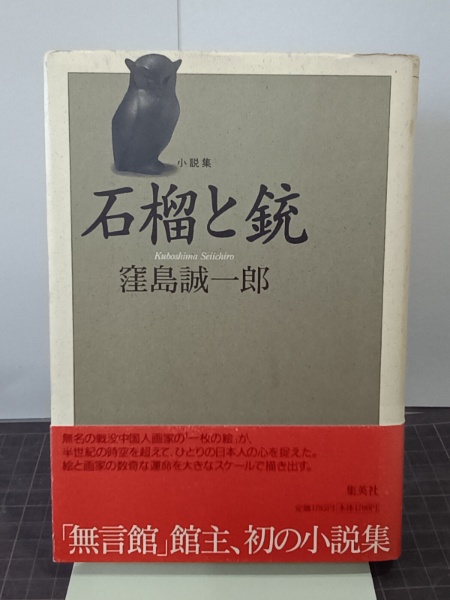 小説集
石榴と銃
Kuboshima Seiichiro
窪島誠一郎
無名の戦没中国人画家の「一枚の絵」が、
半世紀の時空を超えて、ひとりの日本人の心を捉えた。
絵と画家の数奇な運命を大きなスケールで描き出す。
集英社
「無言館」館主、初の小説集